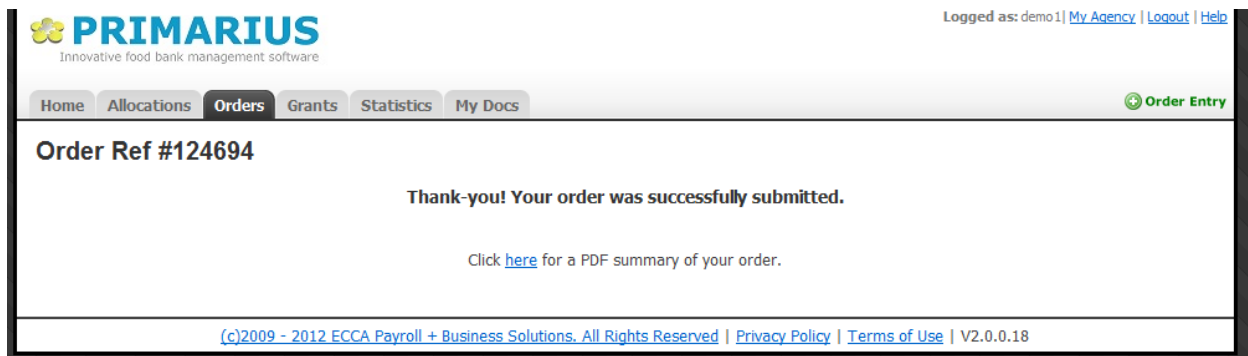 PRIMARIUS
Innovative food bank management software
Logged as: demo1| My Agency | Logout | Help
Home Allocations Orders Grants Statistics My Docs
Order Entry
Order Ref #124694
Thank-you! Your order was successfully submitted.
Click here for a PDF summary of your order.
(c)2009 - 2012 ECCA Payroll + Business Solutions. All Rights Reserved | Privacy Policy | Terms of Use | V2.0.0.18